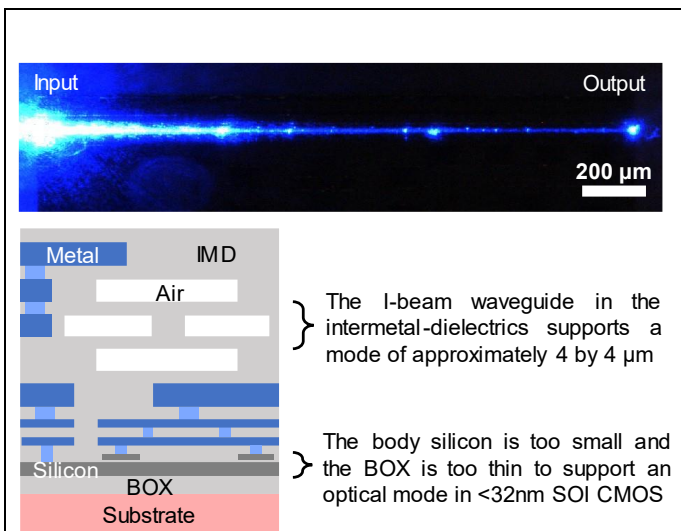 Input
Output
200 µm
Metal
IMD
Air
The I-beam waveguide in the
intermetal-dielectrics supports a
mode of approximately 4 by 4 µm
The body silicon is too small and
the BOX is too thin to support an
optical mode in <32nm SOI CMOS
Silicon
BOX
Substrate